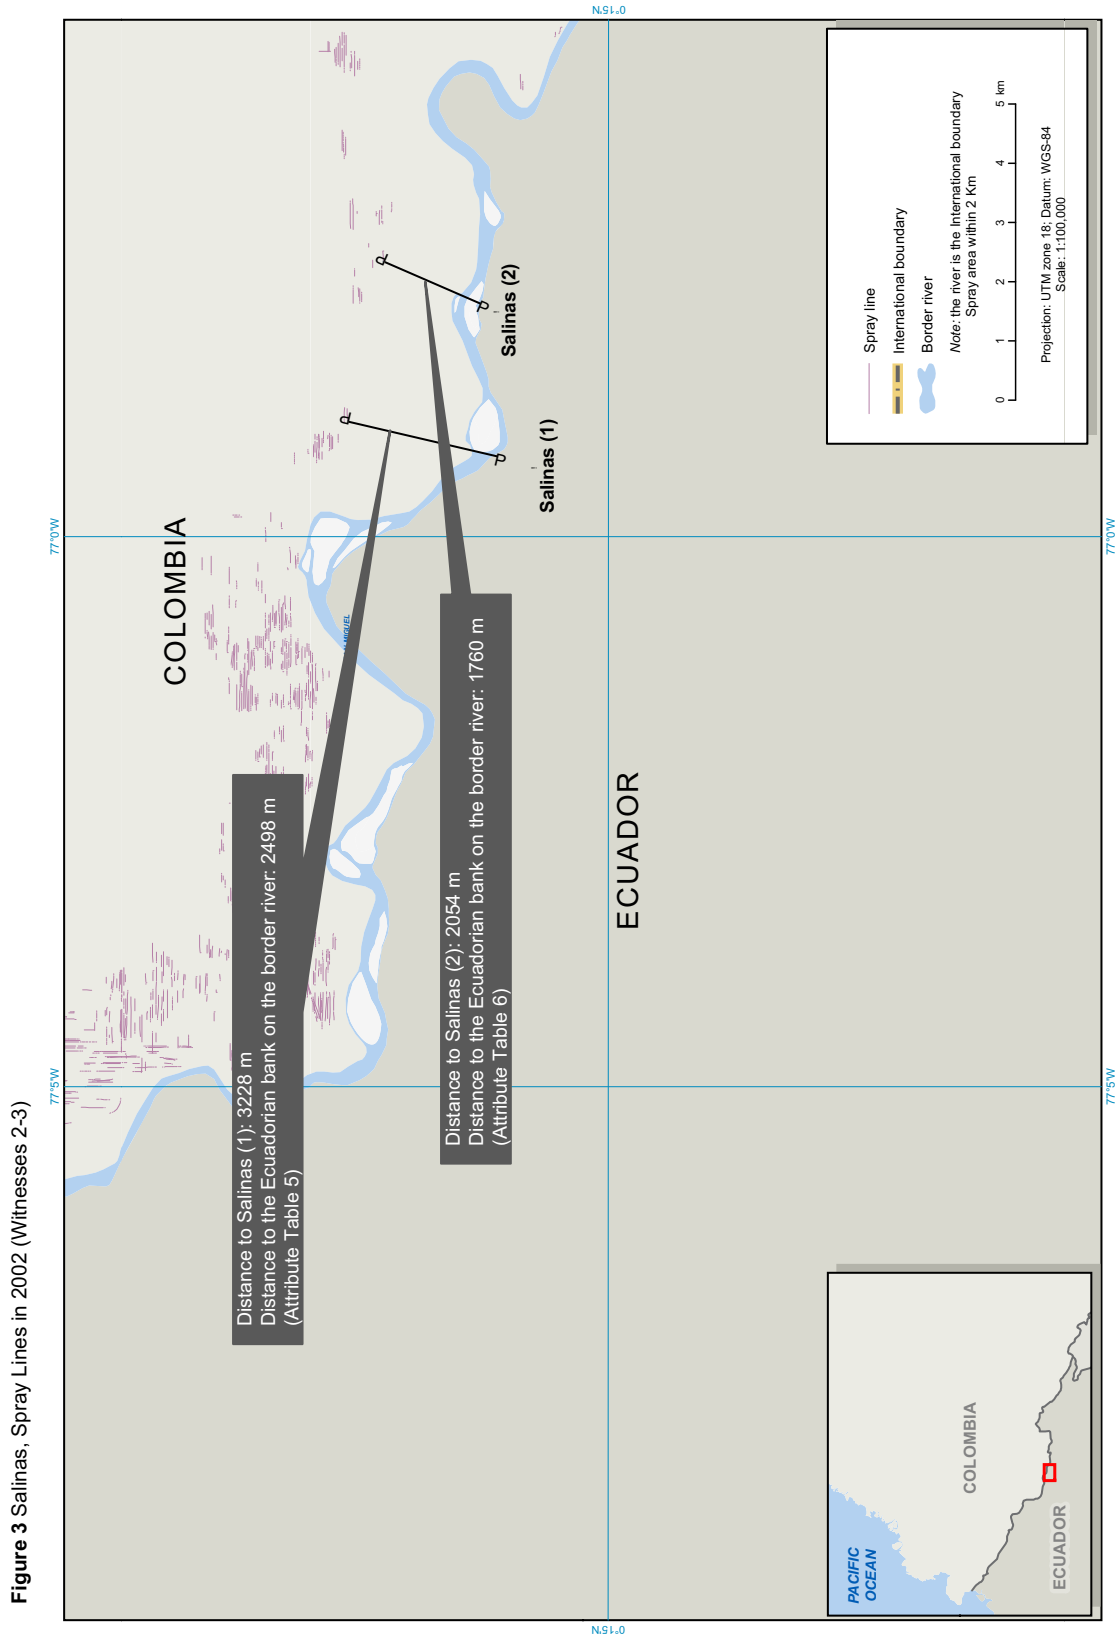 Figure 3 Salinas, Spray Lines in 2002 (Witnesses 2-3)
77°5'W
77°0'W
0°15'N
0°15'N
COLOMBIA
Distance to Salinas (1): 3228 m
Distance to the Ecuadorian bank on the border river: 2498 m
(Attribute Table 5)
Distance to Salinas (2): 2054 m
Distance to the Ecuadorian bank on the border river: 1760 m
(Attribute Table 6)
Salinas (1)
Salinas (2)
ECUADOR
PACIFIC
OCEAN
COLOMBIA
ECUADOR
Spray line
International boundary
Border river
Note: the river is the International boundary
Spray area within 2 Km
0 1 2 3 4 5 km
Projection: UTM zone 18; Datum: WGS-84
Scale: 1:100,000
77°5'W
77°0'W